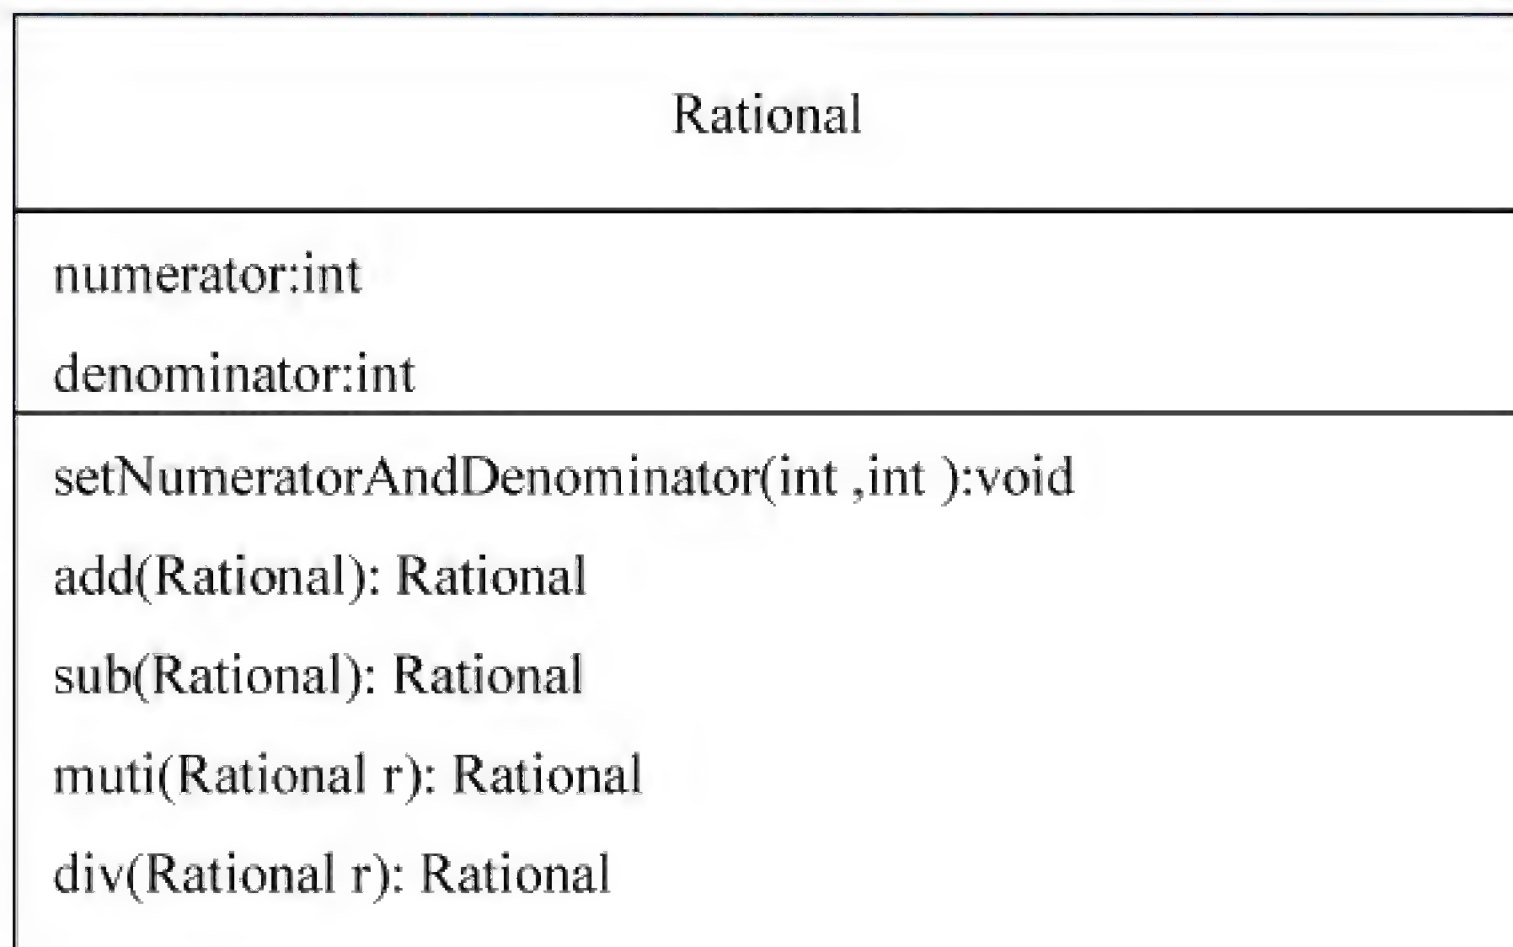 Rational
numerator:int
denominator:int
setNumeratorAndDenominator(int ,int ):void
add(Rational): Rational
sub(Rational): Rational
muti(Rational r): Rational
div(Rational r): Rational